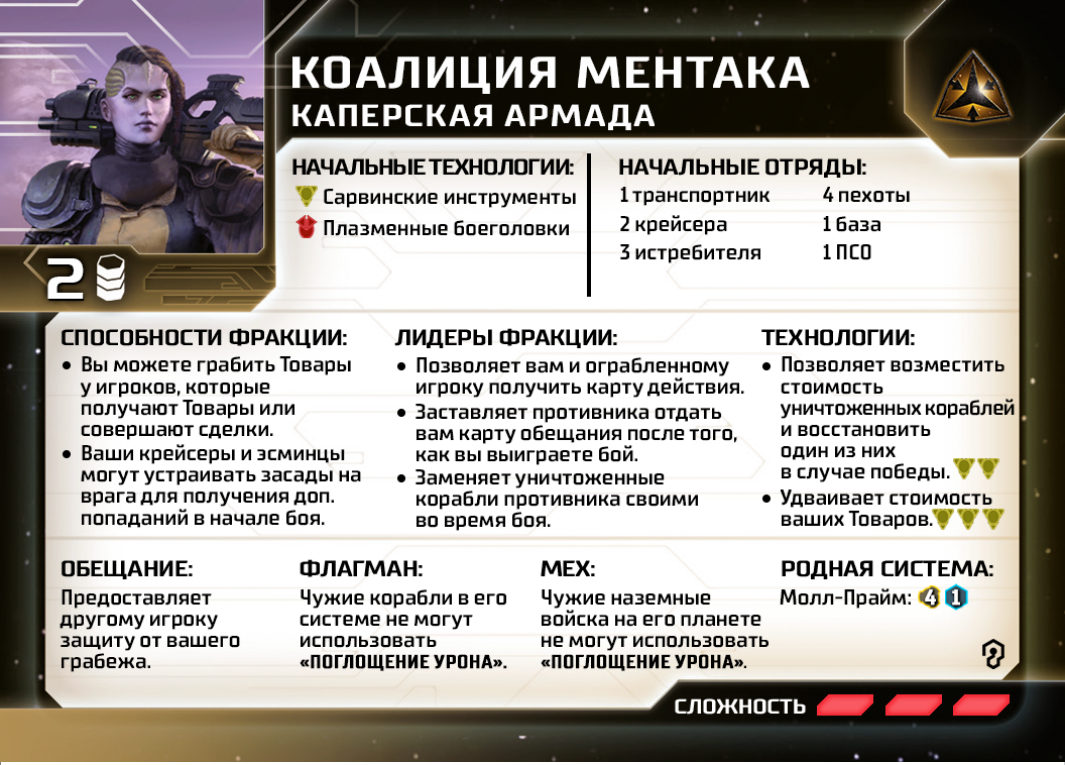 КОАЛИЦИЯ МЕНТАКА
КАПЕРСКАЯ АРМАДА
2
НАЧАЛЬНЫЕ ТЕХНОЛОГИИ:
Сарвинские инструменты
Плазменные боеголовки
НАЧАЛЬНЫЕ ОТРЯДЫ:
1 транспортник
2 крейсера
3 истребителя
4 пехоты
1 база
1 ПСО
СПОСОБНОСТИ ФРАКЦИИ:
• Вы можете грабить Товары
у игроков, которые
получают Товары или
совершают сделки.
• Ваши крейсеры и эсминцы
могут устраивать засады на
врага для получения доп.
попаданий в начале боя.
ЛИДЕРЫ ФРАКЦИИ:
• Позволяет вам и ограбленному
игроку получить карту действия.
• Заставляет противника отдать
вам карту обещания после того,
как вы выиграете бой.
• Заменяет уничтоженные
корабли противника своими
во время боя.
ТЕХНОЛОГИИ:
• Позволяет возместить
стоимость
уничтоженных кораблей
и восстановить
один из них
в случае победы.
• Удваивает стоимость
ваших Товаров.
ОБЕЩАНИЕ:
Предоставляет
другому игроку
защиту от вашего
грабежа.
ФЛАГМАН:
Чужие корабли в его
системе не могут
использовать
«ПОГЛОЩЕНИЕ УРОНА».
МЕХ:
Чужие наземные
войска на его планете
не могут использовать
«ПОГЛОЩЕНИЕ УРОНА».
РОДНАЯ СИСТЕМА:
Молл-Прайм: 4 1
СЛОЖНОСТЬ